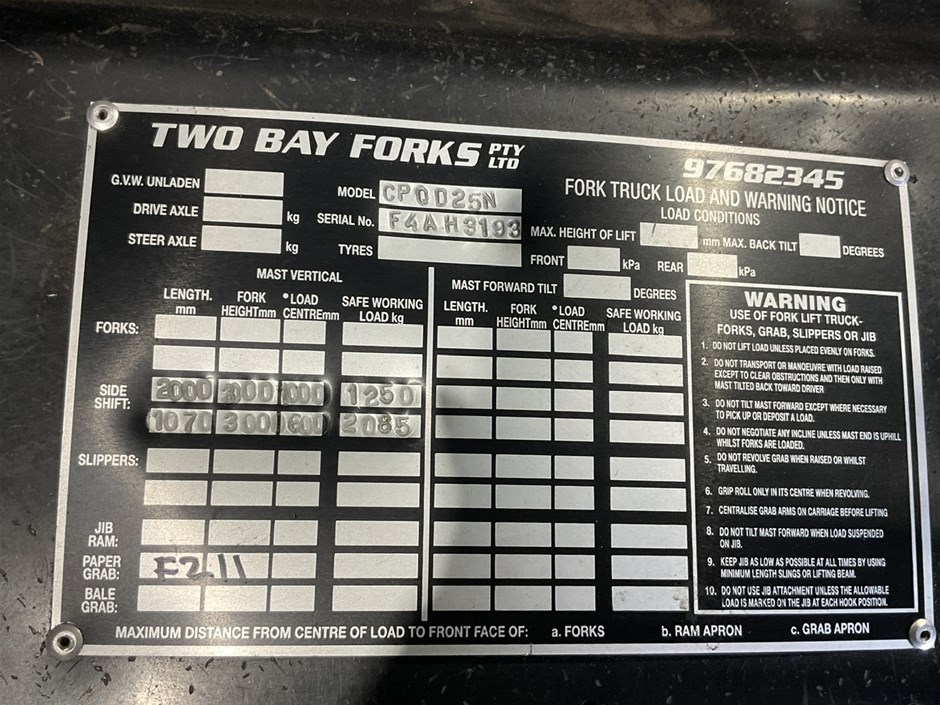 TWO BAY FORKS PTY LTD
97682345
FORK TRUCK LOAD AND WARNING NOTICE
LOAD CONDITIONS
G.V.W. UNLADEN
DRIVE AXLE kg
STEER AXLE kg
MODEL CPQD25N
SERIAL No. F4AH3193
TYRES
MAX. HEIGHT OF LIFT mm MAX. BACK TILT DEGREES
FRONT kPa REAR kPa
MAST VERTICAL
LENGTH. mm FORK HEIGHTmm •LOAD CENTREmm SAFE WORKING LOAD kg
FORKS:
SIDE SHIFT: 2000 300 1000 1250
1070 300 600 2085
SLIPPERS:
JIB RAM:
PAPER GRAB: F211
BALE GRAB:
MAST FORWARD TILT DEGREES
LENGTH. mm FORK HEIGHTmm •LOAD CENTREmm SAFE WORKING LOAD kg
WARNING
USE OF FORK LIFT TRUCK-
FORKS, GRAB, SLIPPERS OR JIB
1. DO NOT LIFT LOAD UNLESS PLACED EVENLY ON FORKS.
2. DO NOT TRANSPORT OR MANOEUVRE WITH LOAD RAISED
EXCEPT TO CLEAR OBSTRUCTIONS AND THEN ONLY WITH
MAST TILTED BACK TOWARD DRIVER
3. DO NOT TILT MAST FORWARD EXCEPT WHERE NECESSARY
TO PICK UP OR DEPOSIT A LOAD.
4. DO NOT NEGOTIATE ANY INCLINE UNLESS MAST END IS UPHILL
WHILST FORKS ARE LOADED.
5. DO NOT REVOLVE GRAB WHEN RAISED OR WHILST
TRAVELLING.
6. GRIP ROLL ONLY IN ITS CENTRE WHEN REVOLVING.
7. CENTRALISE GRAB ARMS ON CARRIAGE BEFORE LIFTING
8. DO NOT TILT MAST FORWARD WHEN LOAD SUSPENDED
ON JIB.
9. KEEP JIB AS LOW AS POSSIBLE AT ALL TIMES BY USING
MINIMUM LENGTH SLINGS OR LIFTING BEAM.
10. DO NOT USE JIB ATTACHMENT UNLESS THE ALLOWABLE
LOAD IS MARKED ON THE JIB AT EACH HOOK POSITION.
MAXIMUM DISTANCE FROM CENTRE OF LOAD TO FRONT FACE OF: a. FORKS b. RAM APRON c. GRAB APRON